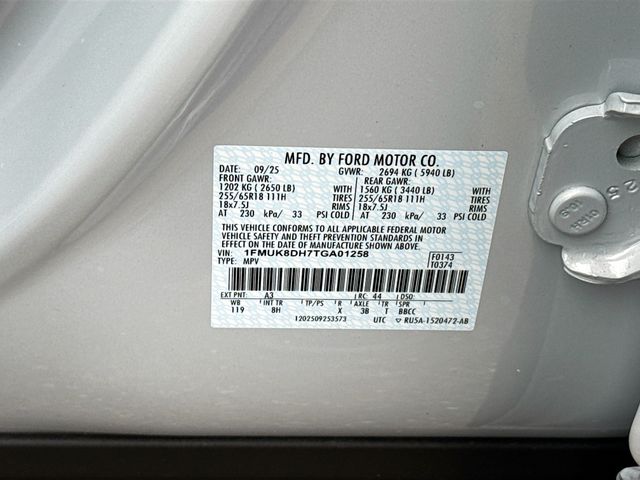 MFD. BY FORD MOTOR CO.
DATE: 09/25 GVWR: 2694 KG ( 5940 LB)
FRONT GAWR: REAR GAWR:
1202 KG ( 2650 LB) WITH 1560 KG ( 3440 LB) WITH
255/65R18 111H TIRES 255/65R18 111H TIRES
18x7.5J RIMS 18x7.5J RIMS
AT 230 kPa/ 33 PSI COLD AT 230 kPa/ 33 PSI COLD
THIS VEHICLE CONFORMS TO ALL APPLICABLE FEDERAL MOTOR
VEHICLE SAFETY AND THEFT PREVENTION STANDARDS IN EFFECT
ON THE DATE OF MANUFACTURE SHOWN ABOVE.
VIN: 1FMUK8DH7TGA01258 F0143
TYPE: MPV T0374
EXT PNT: A3 RC: 44 DSO:
WB INT TR TP/PS R AXLE TR SPR
119 8H X 3B T BBCC
1202509253573 UTC RU5A-1520472-AB
25